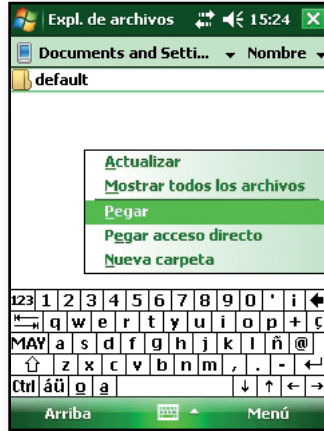 Expl. de archivos 15:24
Documents and Setti... Nombre
default
Actualizar
Mostrar todos los archivos
Pegar
Pegar acceso directo
Nueva carpeta
123 1 2 3 4 5 6 7 8 9 0 ' ¡
q w e r t y u i o p + ç
MAY a s d f g h j k l ñ @
z x c v b n m , . -
Ctrl áü º ª
Arriba Menú